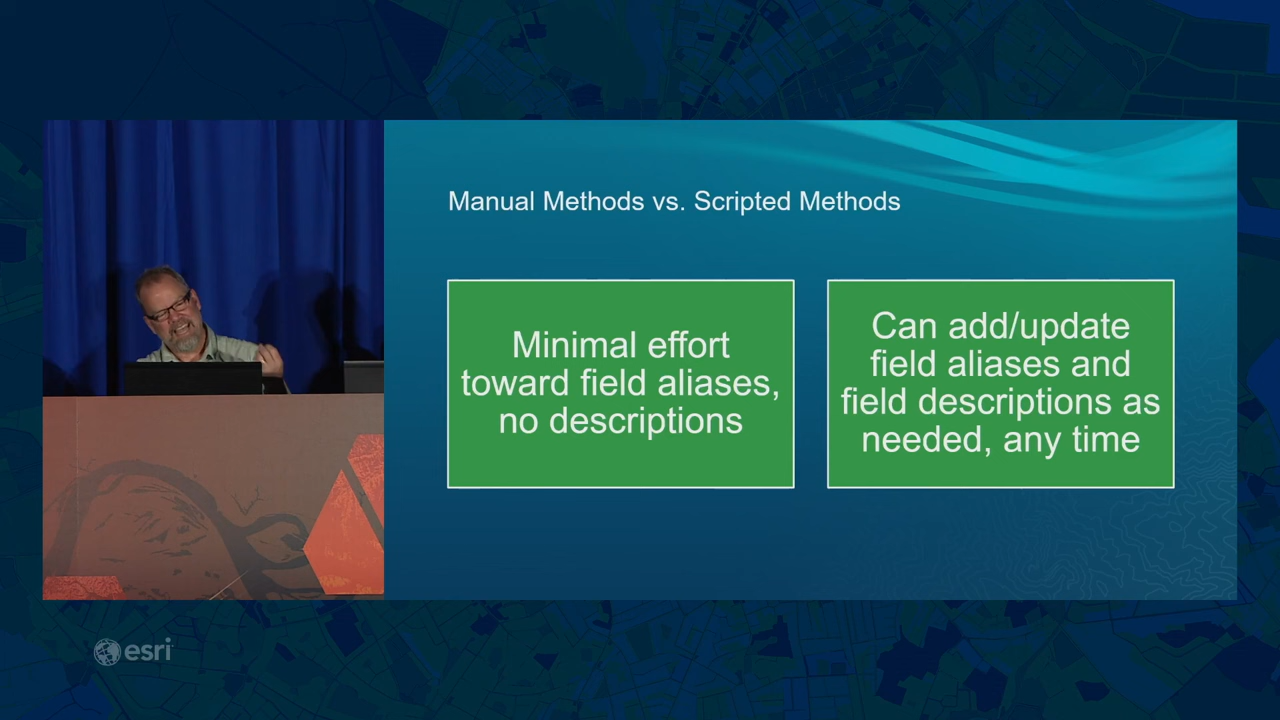 Manual Methods vs. Scripted Methods
Minimal effort
toward field aliases,
no descriptions
Can add/update
field aliases and
field descriptions as
needed, any time
esri